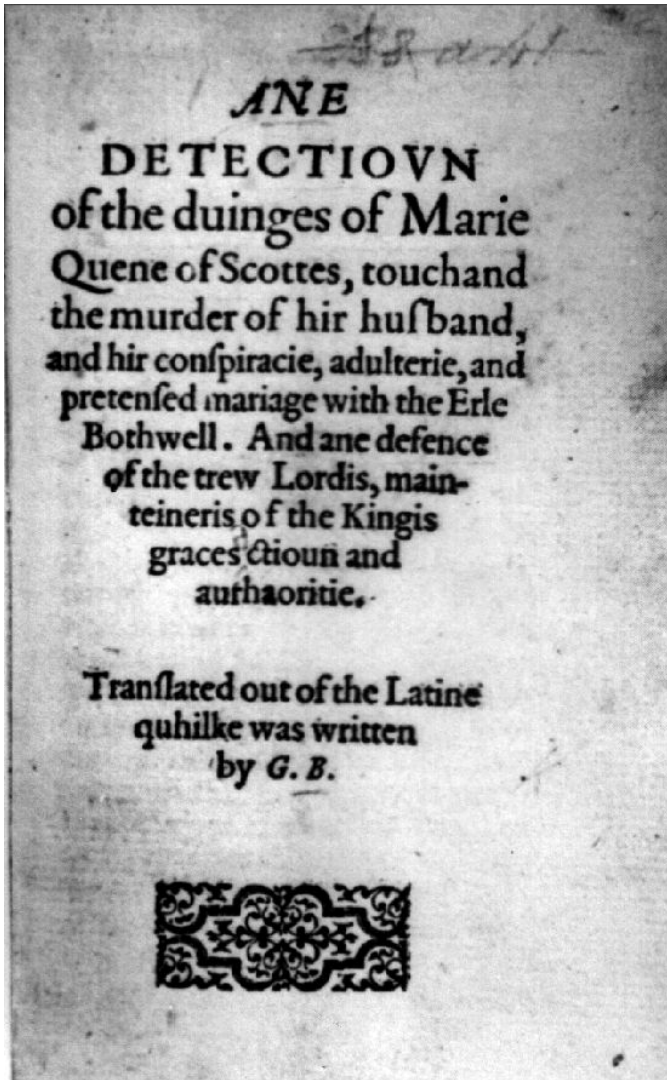 ANE
DETECTIOVN
of the duinges of Marie
Quene of Scottes, touchand
the murder of hir huſband,
and hir conſpiracie, adulterie, and
pretenſed mariage with the Erle
Bothwell. And ane defence
of the trew Lordis, main-
teineris of the Kingis
graces actioun and
authaoritie.
Tranſlated out of the Latine
quhilke was written
by G. B.